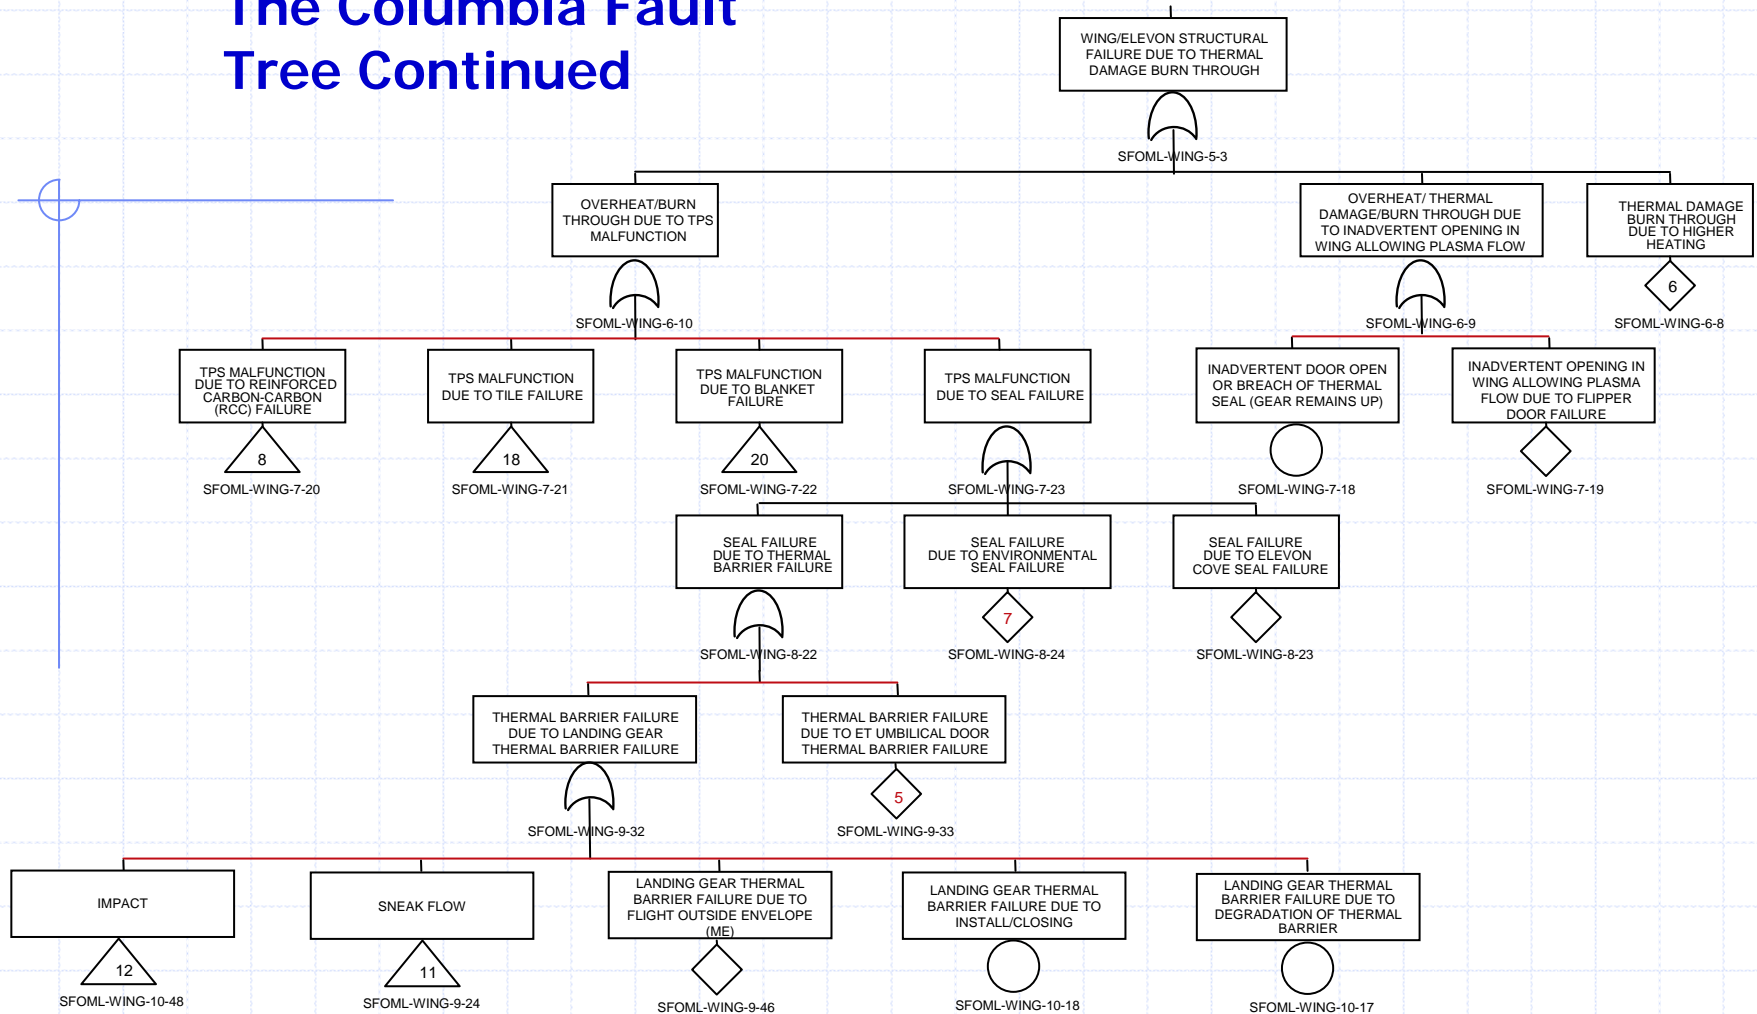 The Columbia Fault
Tree Continued
WING/ELEVON STRUCTURAL
FAILURE DUE TO THERMAL
DAMAGE BURN THROUGH
SFOML-WING-5-3
OVERHEAT/BURN
THROUGH DUE TO TPS
MALFUNCTION
SFOML-WING-6-10
OVERHEAT/ THERMAL
DAMAGE/BURN THROUGH DUE
TO INADVERTENT OPENING IN
WING ALLOWING PLASMA FLOW
SFOML-WING-6-9
THERMAL DAMAGE
BURN THROUGH
DUE TO HIGHER
HEATING
6
SFOML-WING-6-8
TPS MALFUNCTION
DUE TO REINFORCED
CARBON-CARBON
(RCC) FAILURE
8
SFOML-WING-7-20
TPS MALFUNCTION
DUE TO TILE FAILURE
18
SFOML-WING-7-21
TPS MALFUNCTION
DUE TO BLANKET
FAILURE
20
SFOML-WING-7-22
TPS MALFUNCTION
DUE TO SEAL FAILURE
SFOML-WING-7-23
INADVERTENT DOOR OPEN
OR BREACH OF THERMAL
SEAL (GEAR REMAINS UP)
SFOML-WING-7-18
INADVERTENT OPENING IN
WING ALLOWING PLASMA
FLOW DUE TO FLIPPER
DOOR FAILURE
SFOML-WING-7-19
SEAL FAILURE
DUE TO THERMAL
BARRIER FAILURE
SFOML-WING-8-22
SEAL FAILURE
DUE TO ENVIRONMENTAL
SEAL FAILURE
7
SFOML-WING-8-24
SEAL FAILURE
DUE TO ELEVON
COVE SEAL FAILURE
SFOML-WING-8-23
THERMAL BARRIER FAILURE
DUE TO LANDING GEAR
THERMAL BARRIER FAILURE
SFOML-WING-9-32
THERMAL BARRIER FAILURE
DUE TO ET UMBILICAL DOOR
THERMAL BARRIER FAILURE
5
SFOML-WING-9-33
IMPACT
12
SFOML-WING-10-48
SNEAK FLOW
11
SFOML-WING-9-24
LANDING GEAR THERMAL
BARRIER FAILURE DUE TO
FLIGHT OUTSIDE ENVELOPE
(ME)
SFOML-WING-9-46
LANDING GEAR THERMAL
BARRIER FAILURE DUE TO
INSTALL/CLOSING
SFOML-WING-10-18
LANDING GEAR THERMAL
BARRIER FAILURE DUE TO
DEGRADATION OF THERMAL
BARRIER
SFOML-WING-10-17